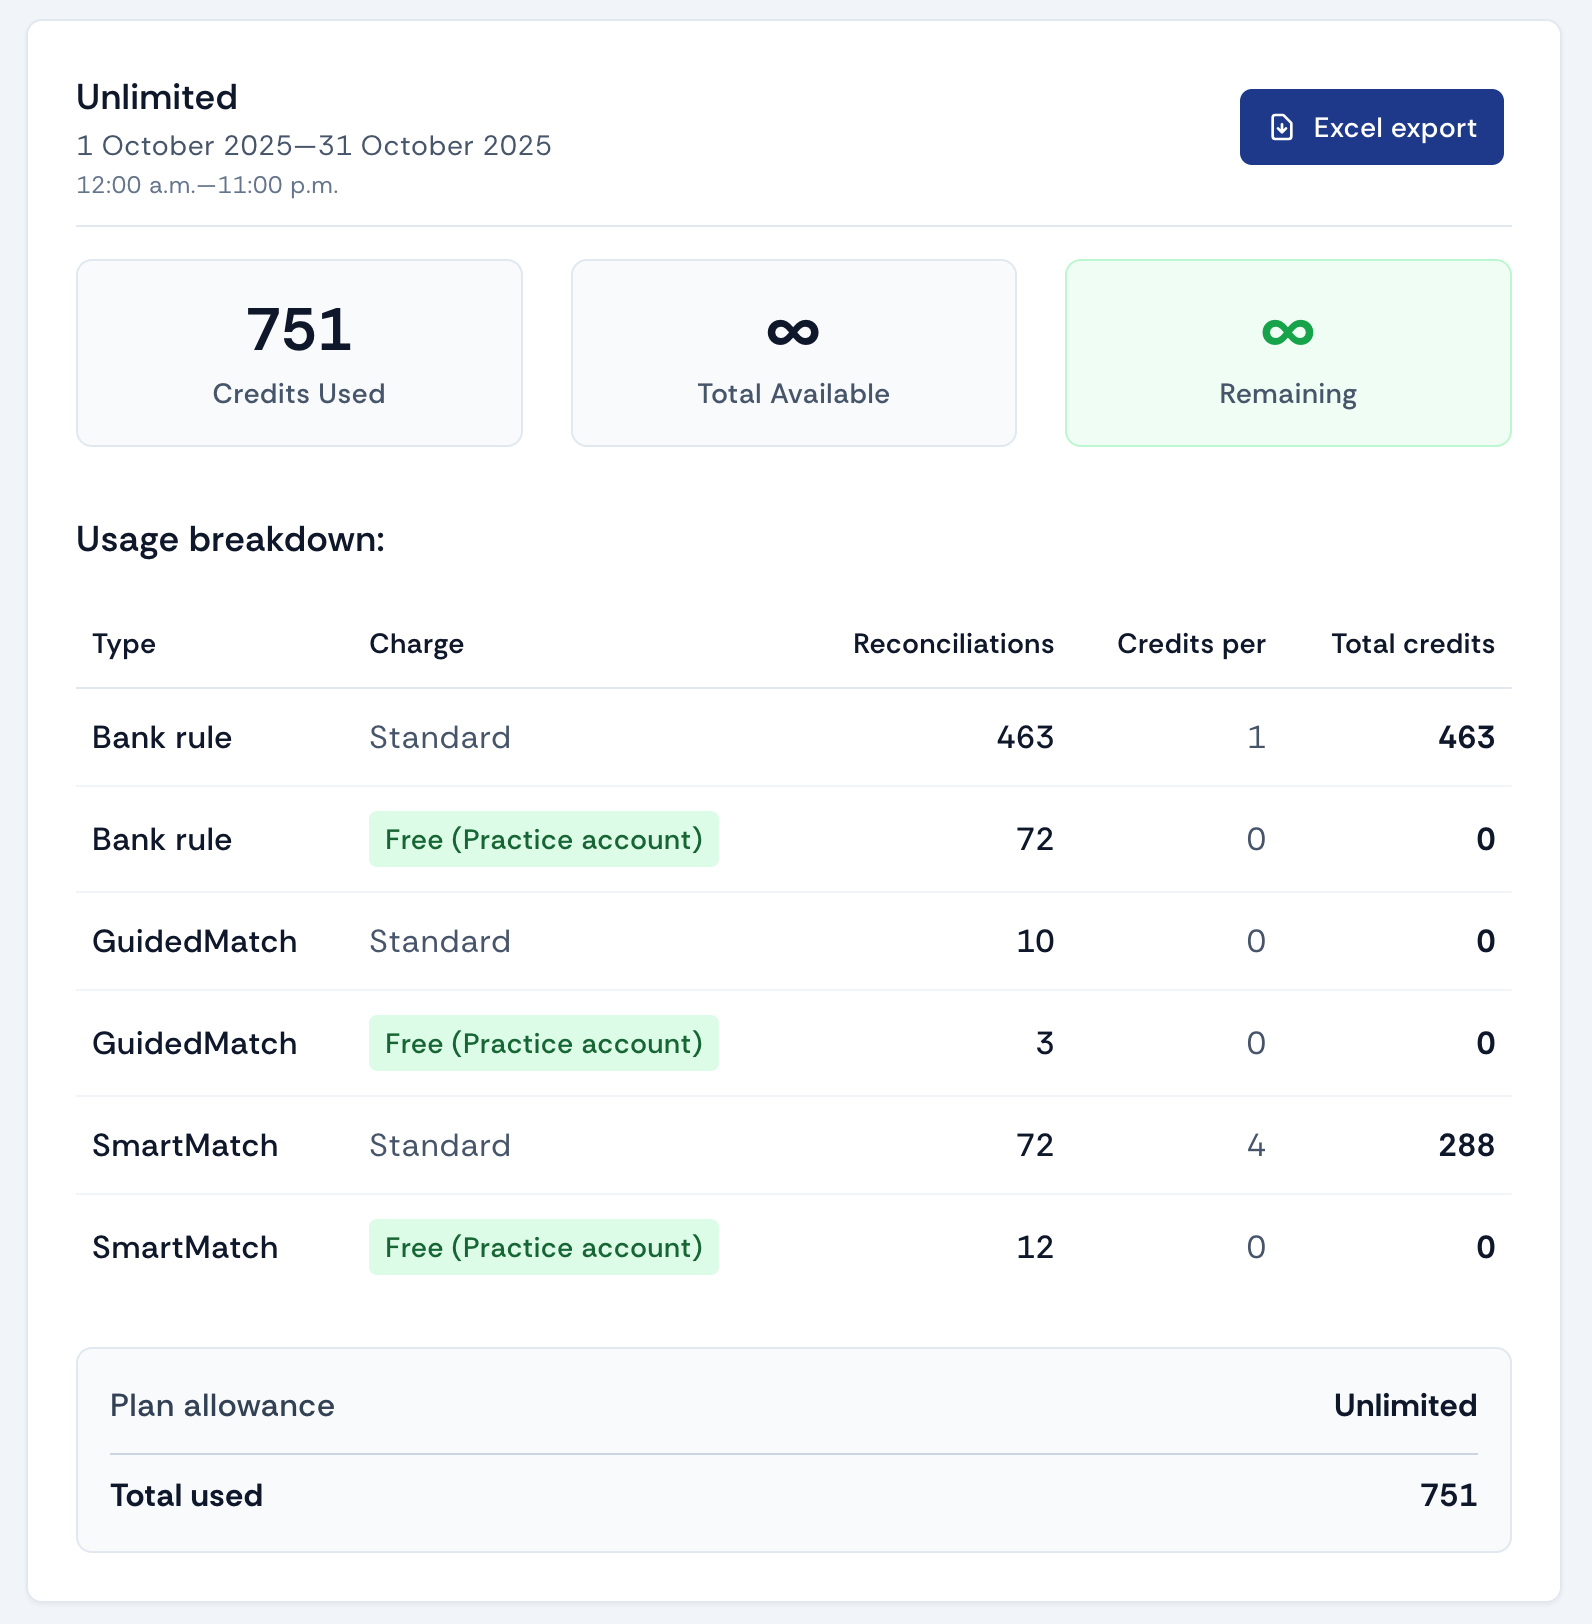 Unlimited
1 October 2025—31 October 2025
12:00 a.m.—11:00 p.m.
Excel export
751
Credits Used
∞
Total Available
∞
Remaining
Usage breakdown:
Type Charge Reconciliations Credits per Total credits
Bank rule Standard 463 1 463
Bank rule Free (Practice account) 72 0 0
GuidedMatch Standard 10 0 0
GuidedMatch Free (Practice account) 3 0 0
SmartMatch Standard 72 4 288
SmartMatch Free (Practice account) 12 0 0
Plan allowance Unlimited
Total used 751